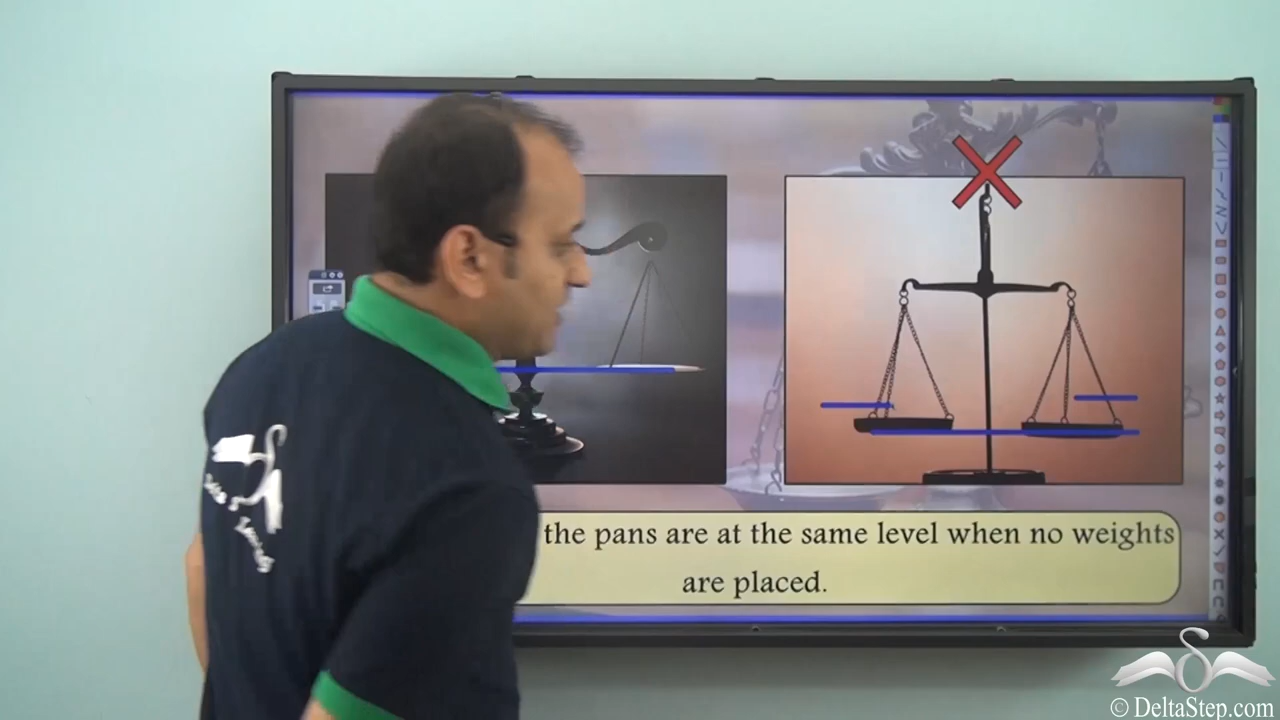 the pans are at the same level when no weights
are placed.
© DeltaStep.com